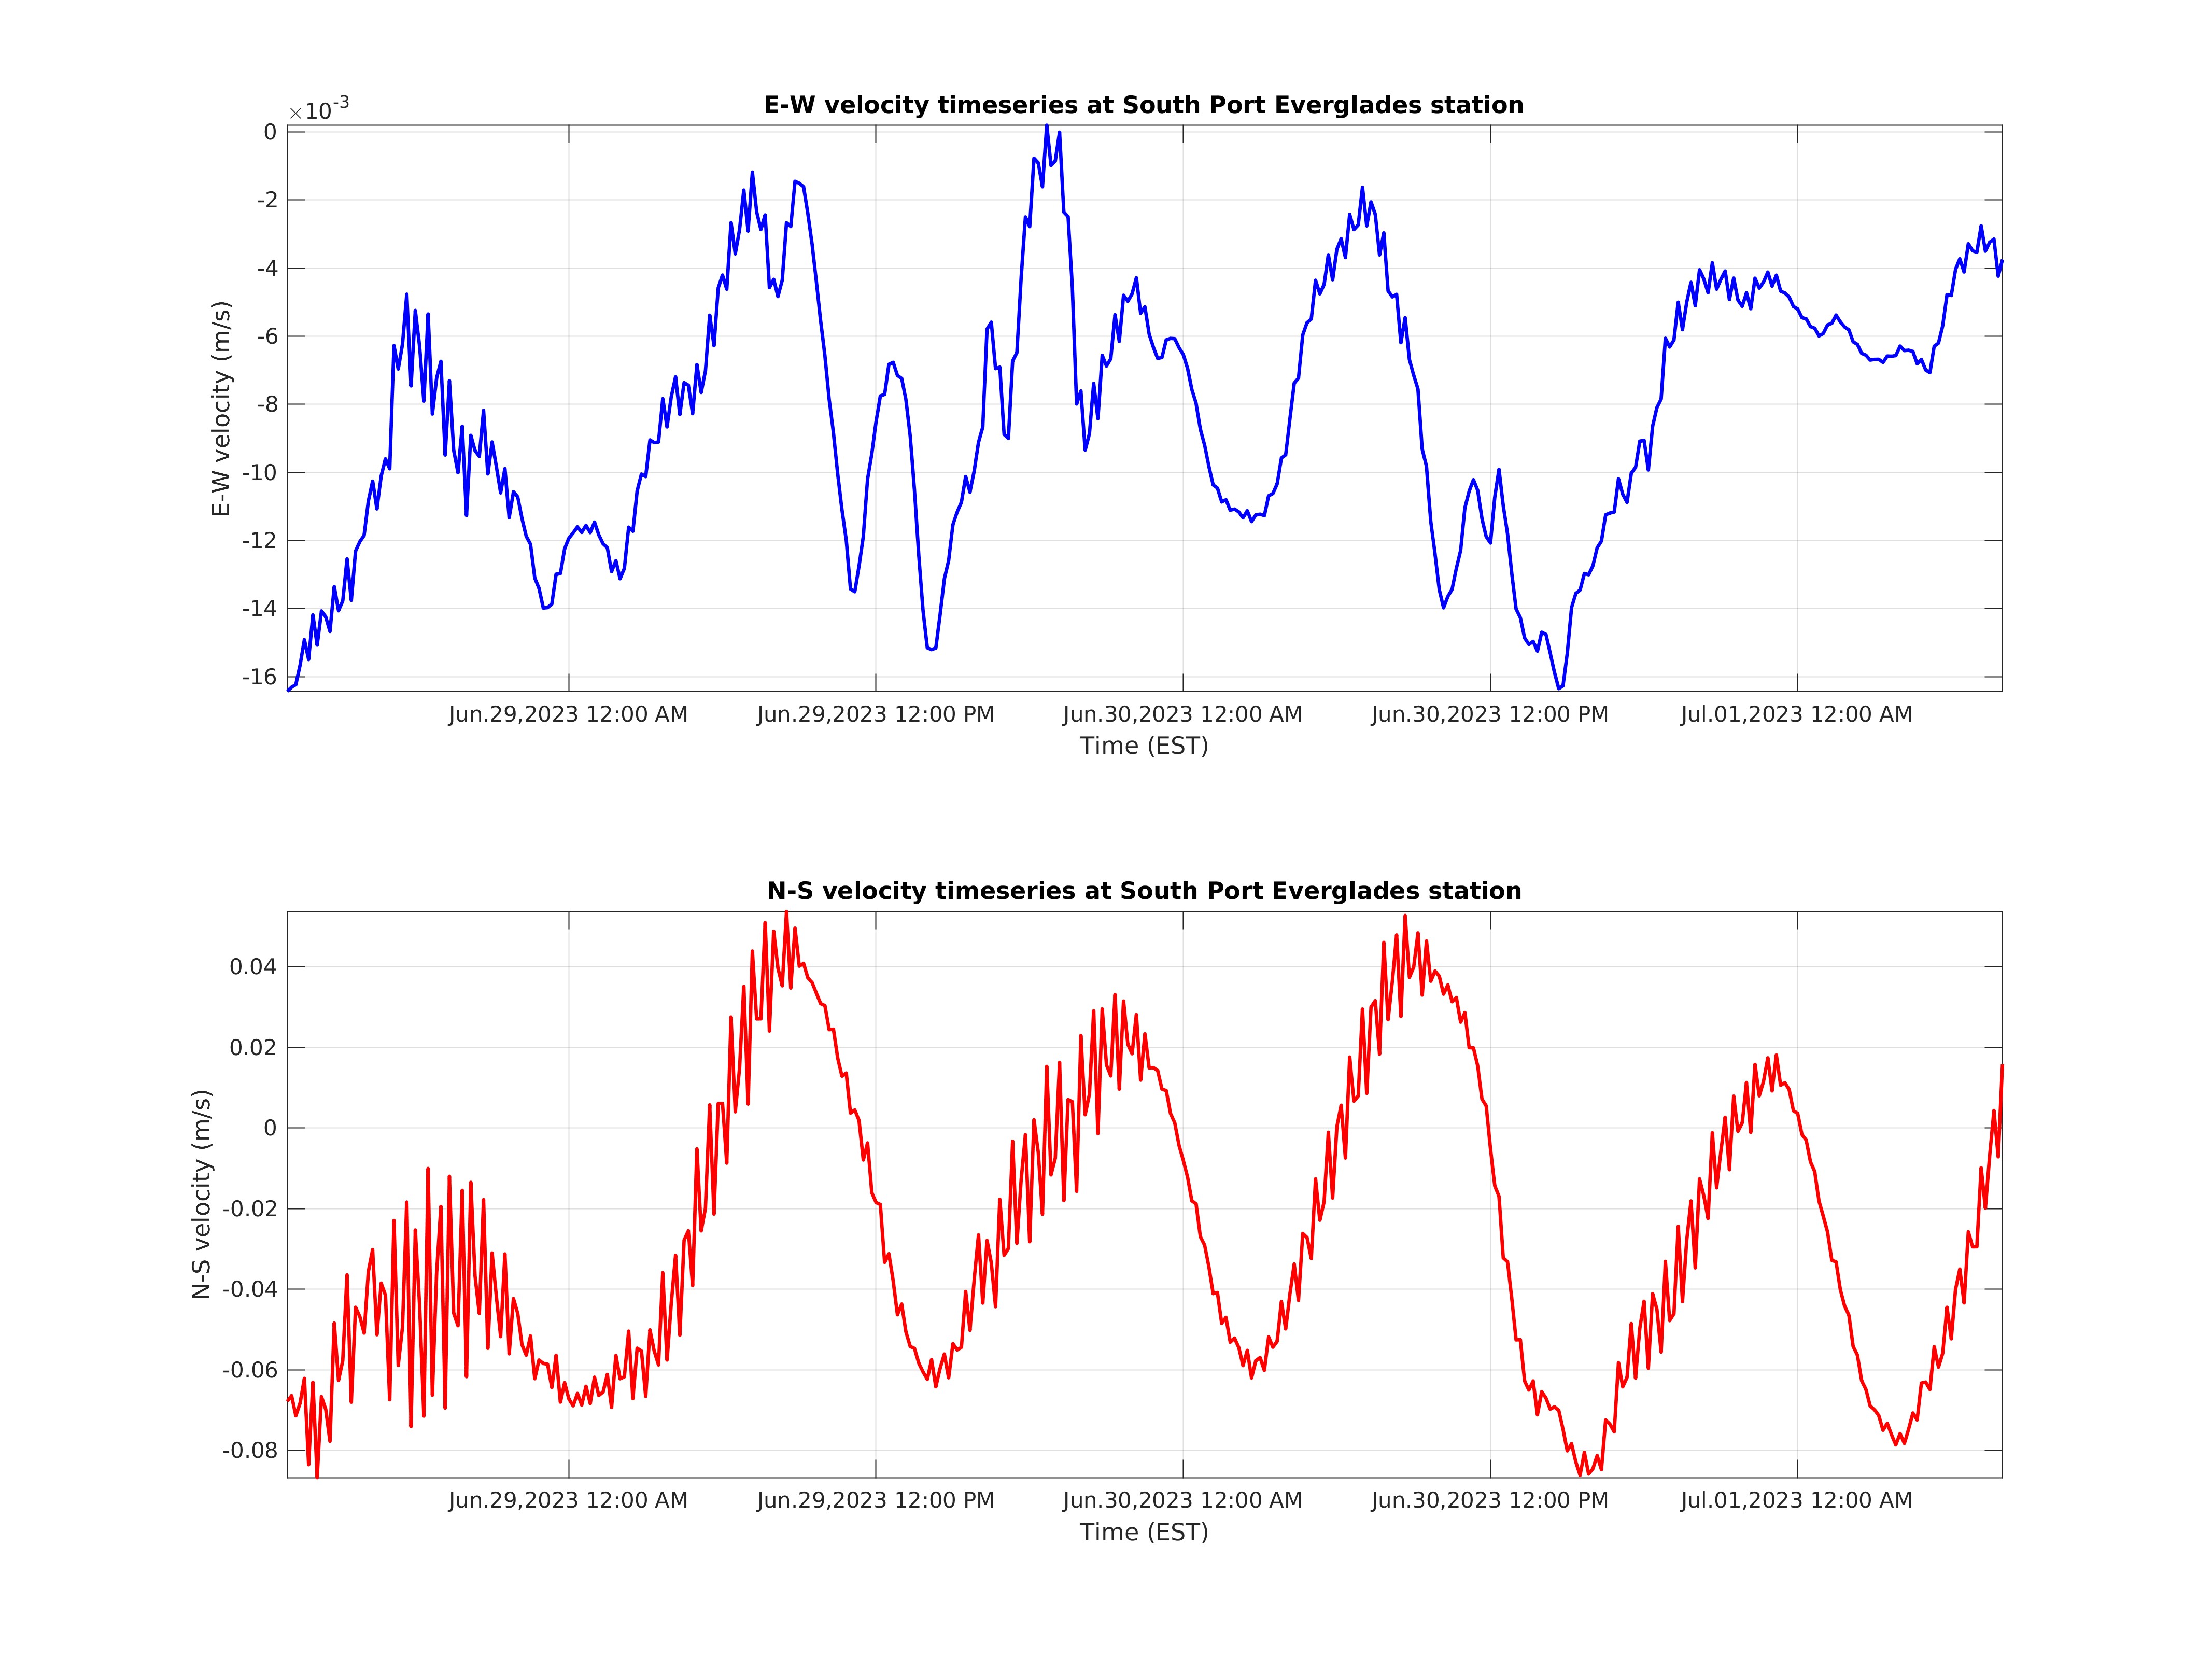 E-W velocity timeseries at South Port Everglades station
×10-3
0
-2
-4
-6
-8
-10
-12
-14
-16
E-W velocity (m/s)
Jun.29,2023 12:00 AM
Jun.29,2023 12:00 PM
Jun.30,2023 12:00 AM
Jun.30,2023 12:00 PM
Jul.01,2023 12:00 AM
Time (EST)
N-S velocity timeseries at South Port Everglades station
0.04
0.02
0
-0.02
-0.04
-0.06
-0.08
N-S velocity (m/s)
Jun.29,2023 12:00 AM
Jun.29,2023 12:00 PM
Jun.30,2023 12:00 AM
Jun.30,2023 12:00 PM
Jul.01,2023 12:00 AM
Time (EST)